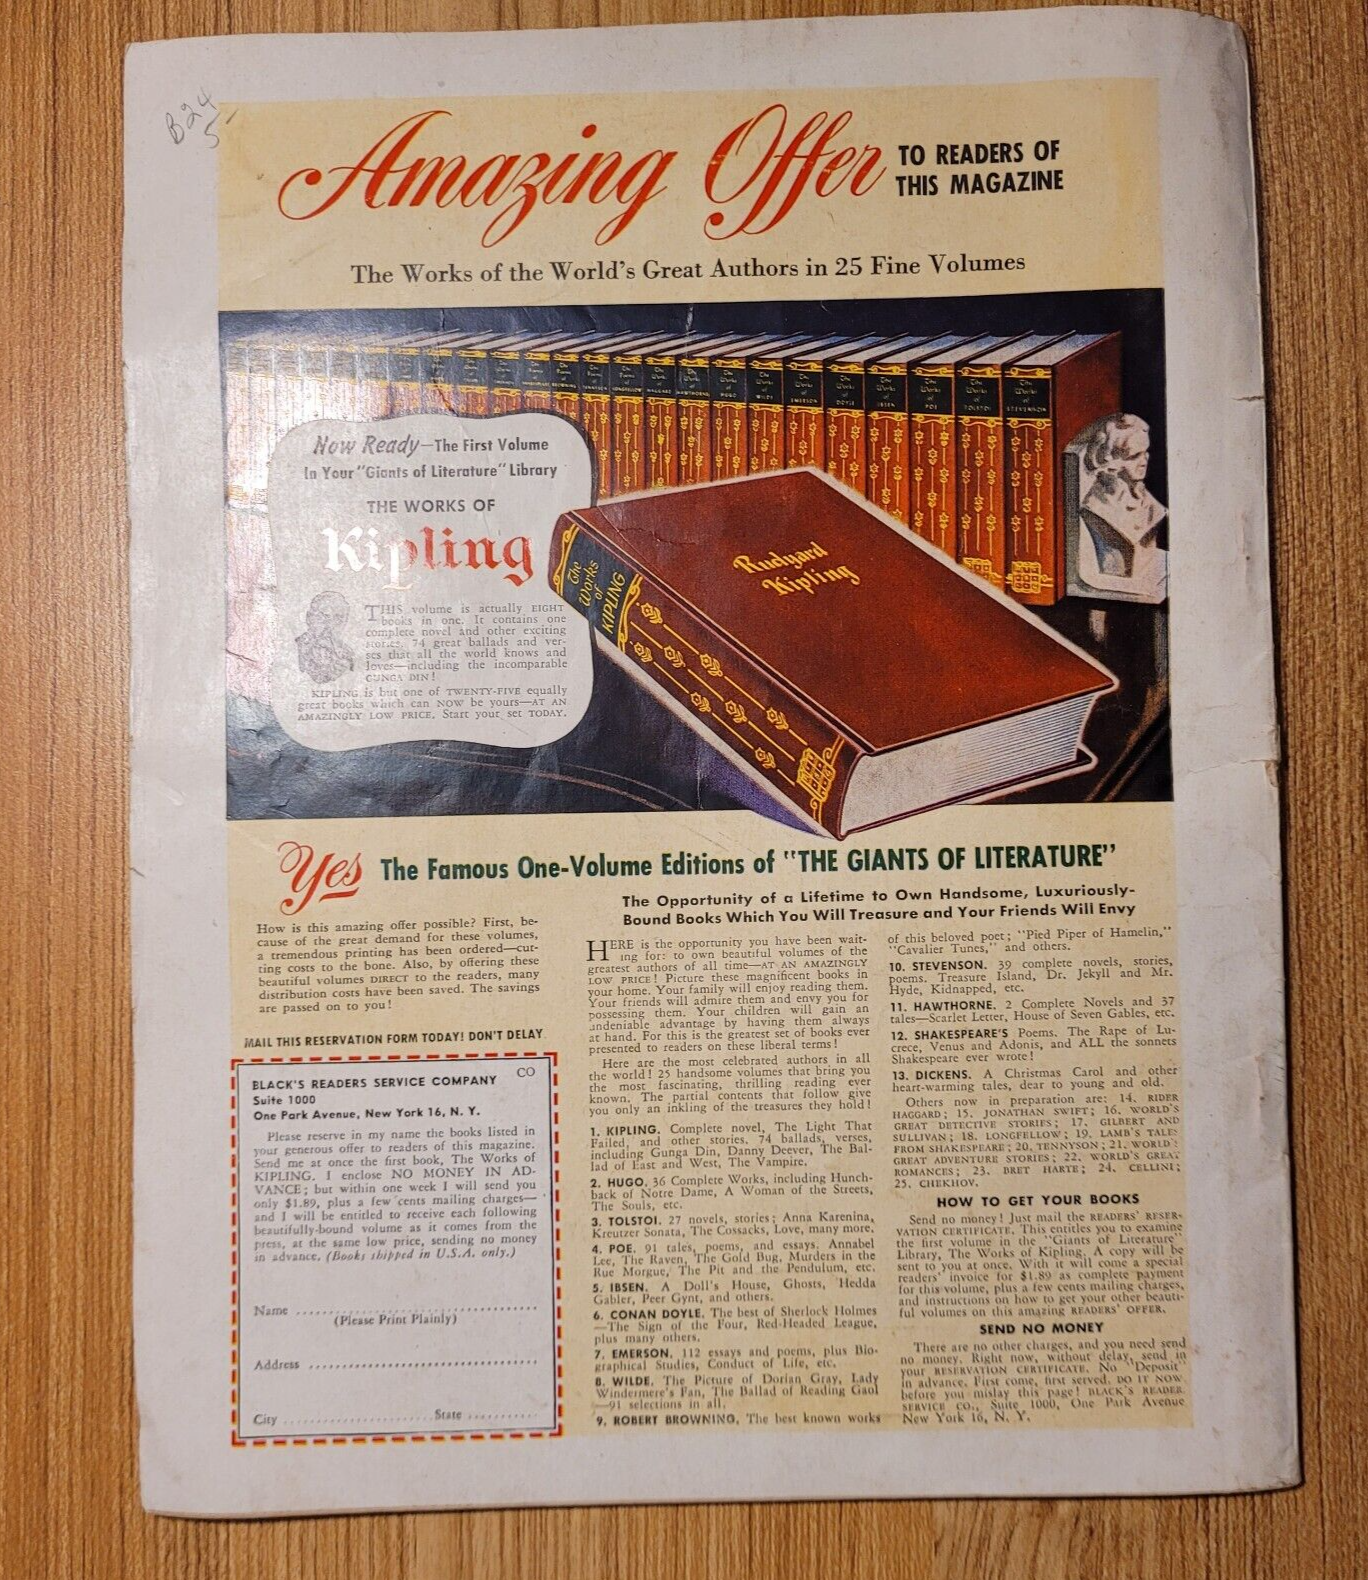 B24
5-
Amazing Offer TO READERS OF
THIS MAGAZINE
The Works of the World's Great Authors in 25 Fine Volumes
Now Ready—The First Volume
In Your "Giants of Literature" Library
THE WORKS OF
Kipling
THIS volume is actually EIGHT
books in one. It contains one
complete novel and other exciting
stories. 74 great ballads and ver-
ses that all the world knows and
loves—including the incomparable
GUNGA DIN!
KIPLING is but one of TWENTY-FIVE equally
great books which can NOW be yours—AT AN
AMAZINGLY LOW PRICE. Start your set TODAY.
The Works of KIPLING
Rudyard
Kipling
HUGO
WILDE
EMERSON
DOYLE
IBSEN
POE
TOLSTOI
STEVENSON
Yes The Famous One-Volume Editions of "THE GIANTS OF LITERATURE"
The Opportunity of a Lifetime to Own Handsome, Luxuriously-
Bound Books Which You Will Treasure and Your Friends Will Envy
How is this amazing offer possible? First, be-
cause of the great demand for these volumes,
a tremendous printing has been ordered—cut-
ting costs to the bone. Also, by offering these
beautiful volumes DIRECT to the readers, many
distribution costs have been saved. The savings
are passed on to you!
MAIL THIS RESERVATION FORM TODAY! DON'T DELAY
BLACK'S READERS SERVICE COMPANY CO
Suite 1000
One Park Avenue, New York 16, N. Y.
Please reserve in my name the books listed in
your generous offer to readers of this magazine.
Send me at once the first book, The Works of
KIPLING. I enclose NO MONEY IN AD-
VANCE; but within one week I will send you
only $1.89, plus a few cents mailing charges—
and I will be entitled to receive each following
beautifully-bound volume as it comes from the
press, at the same low price, sending no money
in advance. (Books shipped in U.S.A. only.)
Name
(Please Print Plainly)
Address
City State
HERE is the opportunity you have been wait-
ing for: to own beautiful volumes of the
greatest authors of all time—AT AN AMAZINGLY
LOW PRICE! Picture these magnificent books in
your home. Your family will enjoy reading them.
Your friends will admire them and envy you for
possessing them. Your children will gain an
undeniable advantage by having them always
at hand. For this is the greatest set of books ever
presented to readers on these liberal terms!
Here are the most celebrated authors in all
the world! 25 handsome volumes that bring you
the most fascinating, thrilling reading ever
known. The partial contents that follow give
you only an inkling of the treasures they hold!
1. KIPLING. Complete novel, The Light That
Failed, and other stories. 74 ballads, verses,
including Gunga Din, Danny Deever, The Bal-
lad of East and West, The Vampire.
2. HUGO. 36 Complete Works, including Hunch-
back of Notre Dame, A Woman of the Streets,
The Souls, etc.
3. TOLSTOI. 27 novels, stories; Anna Karenina,
Kreutzer Sonata, The Cossacks, Love, many more.
4. POE. 91 tales, poems, and essays. Annabel
Lee, The Raven, The Gold Bug, Murders in the
Rue Morgue, The Pit and the Pendulum, etc.
5. IBSEN. A Doll's House, Ghosts, Hedda
Gabler, Peer Gynt, and others.
6. CONAN DOYLE. The best of Sherlock Holmes
—The Sign of the Four, Red-Headed League,
plus many others.
7. EMERSON. 112 essays and poems, plus Bio-
graphical Studies, Conduct of Life, etc.
8. WILDE. The Picture of Dorian Gray, Lady
Windermere's Fan, The Ballad of Reading Gaol
—91 selections in all.
9. ROBERT BROWNING. The best known works
of this beloved poet; "Pied Piper of Hamelin,"
"Cavalier Tunes," and others.
10. STEVENSON. 39 complete novels, stories,
poems. Treasure Island, Dr. Jekyll and Mr.
Hyde, Kidnapped, etc.
11. HAWTHORNE. 2 Complete Novels and 37
tales—Scarlet Letter, House of Seven Gables, etc.
12. SHAKESPEARE'S Poems. The Rape of Lu-
crece, Venus and Adonis, and ALL the sonnets
Shakespeare ever wrote!
13. DICKENS. A Christmas Carol and other
heart-warming tales, dear to young and old.
Others now in preparation are: 14. RIDER
HAGGARD; 15. JONATHAN SWIFT; 16. WORLD'S
GREAT DETECTIVE STORIES; 17. GILBERT AND
SULLIVAN; 18. LONGFELLOW; 19. LAMB'S TALES
FROM SHAKESPEARE; 20. TENNYSON; 21. WORLD'S
GREAT ADVENTURE STORIES; 22. WORLD'S GREAT
ROMANCES; 23. BRET HARTE; 24. CELLINI;
25. CHEKHOV.
HOW TO GET YOUR BOOKS
Send no money! Just mail the READERS' RESER-
VATION CERTIFICATE. This entitles you to examine
the first volume in the "Giants of Literature"
Library, The Works of Kipling. A copy will be
sent to you at once. With it will come a special
readers' invoice for $1.89 as complete payment
for this volume, plus a few cents mailing charges,
and instructions on how to get your other beauti-
ful volumes on this amazing READERS' OFFER.
SEND NO MONEY
There are no other charges, and you need send
no money. Right now, without delay, send in
your RESERVATION CERTIFICATE. No "Deposit"
in advance. First come, first served. DO IT NOW
before you mislay this page! BLACK'S READER
SERVICE CO., Suite 1000, One Park Avenue
New York 16, N. Y.